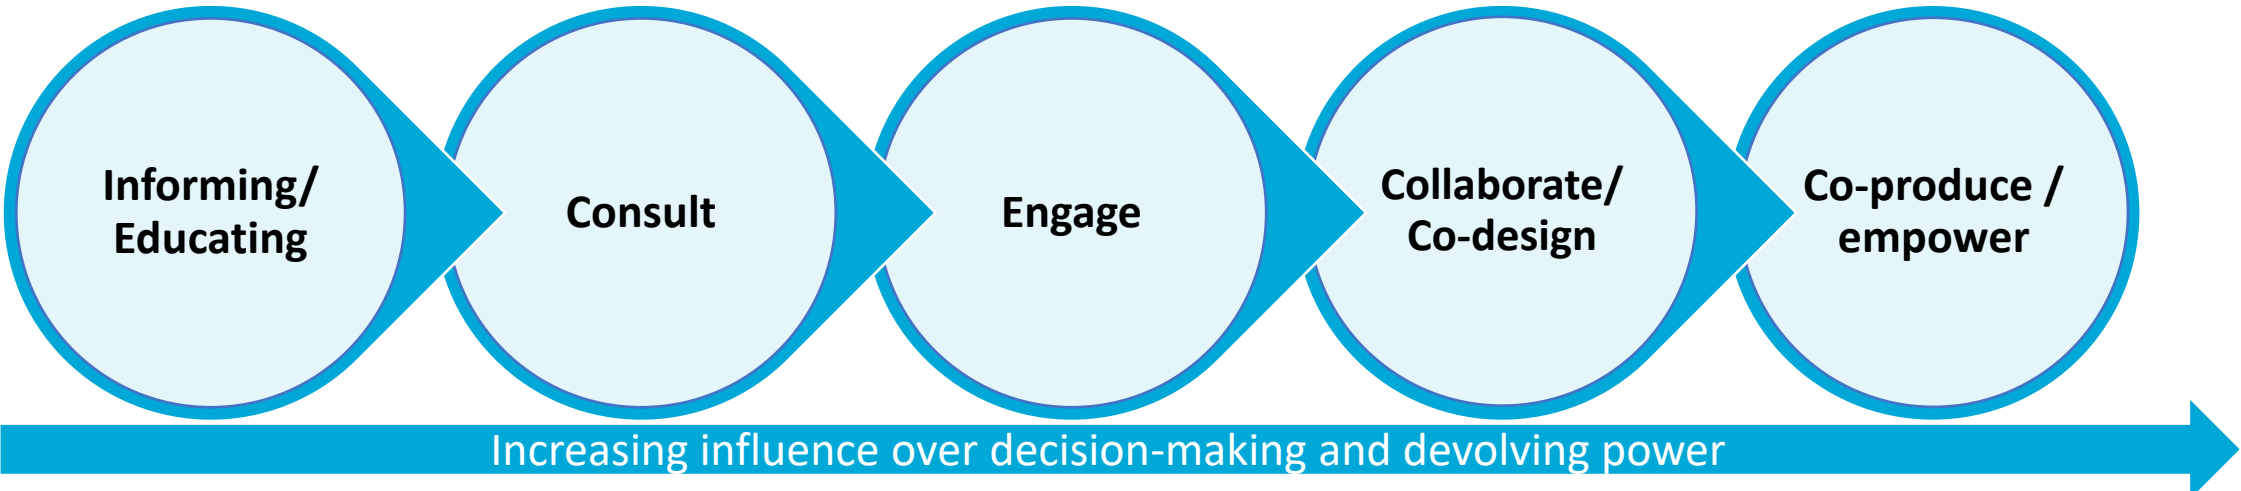 Informing/
Educating
Consult
Engage
Collaborate/
Co-design
Co-produce /
empower
Increasing influence over decision-making and devolving power